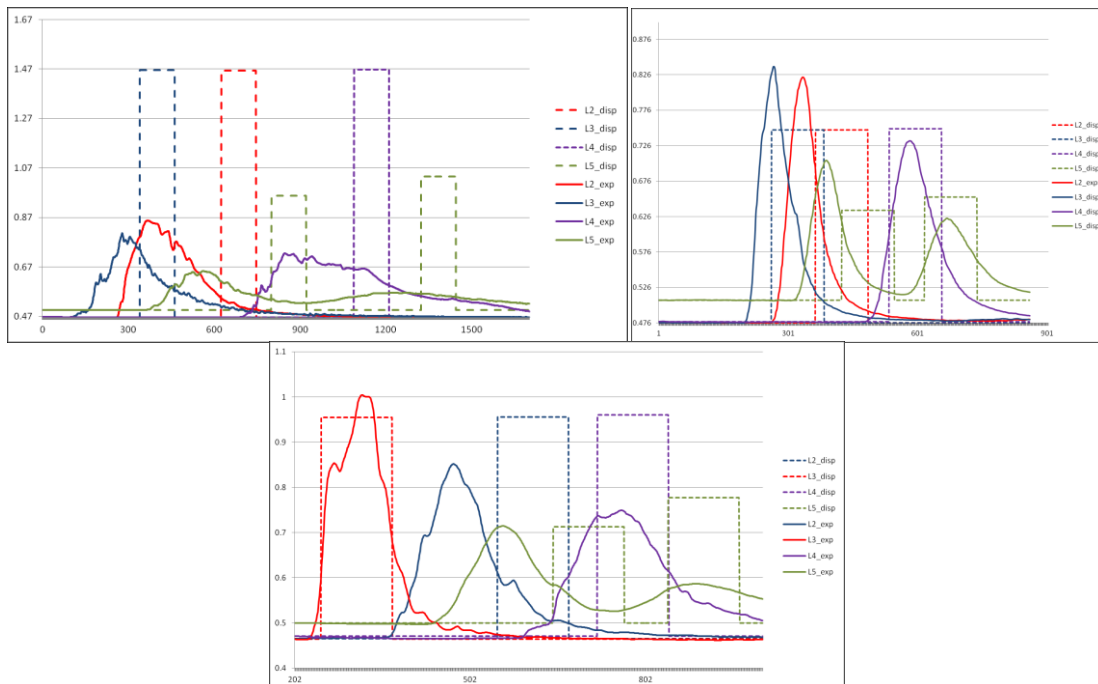 1.67
1.47
1.27
1.07
0.87
0.67
0.47
0 300 600 900 1200 1500
L2_disp
L3_disp
L4_disp
L5_disp
L2_exp
L3_exp
L4_exp
L5_exp
0.876
0.826
0.776
0.726
0.676
0.626
0.576
0.526
0.476
1 301 601 901
L2_disp
L3_disp
L4_disp
L5_disp
L2_exp
L3_disp
L4_disp
L5_disp
1.1
1
0.9
0.8
0.7
0.6
0.5
0.4
202 502 802
L2_disp
L3_disp
L4_disp
L5_disp
L2_exp
L3_exp
L4_exp
L5_exp